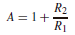 A = 1 + R₂/R₁